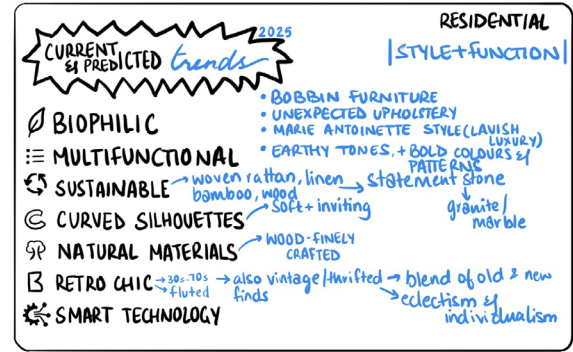 RESIDENTIAL
CURRENT & PREDICTED trends 2025
|STYLE+FUNCTION|
• BOBBIN FURNITURE
• UNEXPECTED UPHOLSTERY
• MARIE ANTOINETTE STYLE (LAVISH LUXURY)
• EARTHY TONES, + BOLD COLOURS & PATTERNS
BIOPHILIC
MULTIFUNCTIONAL
SUSTAINABLE → woven rattan, linen
bamboo, wood → statement stone
↓
granite/
marble
CURVED SILHOUETTES → Soft + inviting
NATURAL MATERIALS → WOOD-FINELY
CRAFTED
RETRO CHIC → 30s-70s → also vintage/thrifted → blend of old & new
→ fluted finds → eclectism &
individualism
SMART TECHNOLOGY